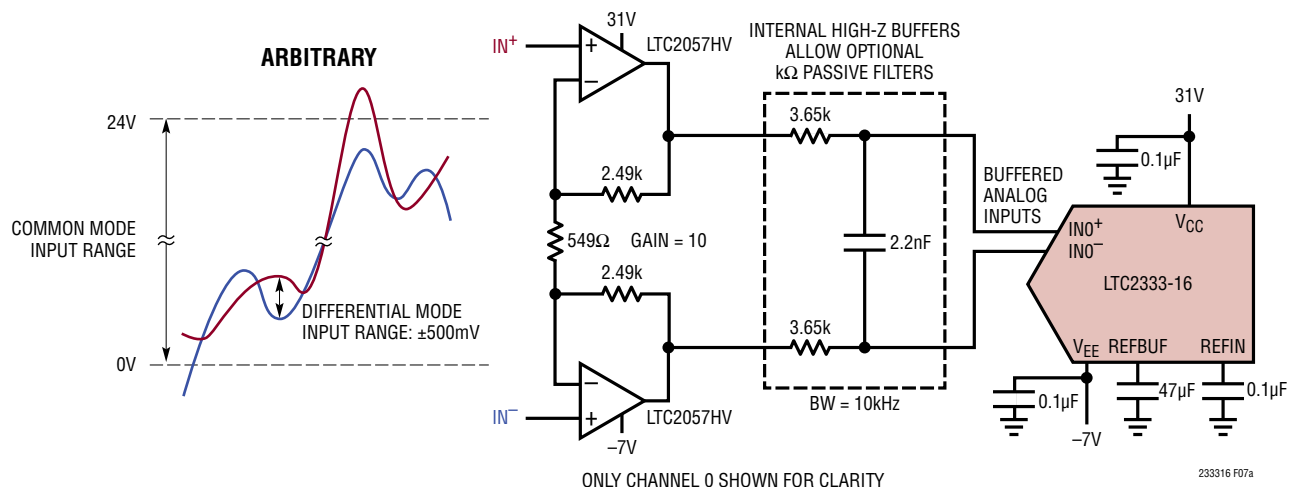 ARBITRARY
24V
COMMON MODE
INPUT RANGE
0V
DIFFERENTIAL MODE
INPUT RANGE: ±500mV
IN+
31V
LTC2057HV
+
−
2.49k
549Ω
GAIN = 10
2.49k
−
+
IN−
LTC2057HV
−7V
INTERNAL HIGH-Z BUFFERS
ALLOW OPTIONAL
kΩ PASSIVE FILTERS
3.65k
2.2nF
3.65k
BW = 10kHz
BUFFERED
ANALOG
INPUTS
31V
0.1µF
VCC
IN0+
IN0−
LTC2333-16
VEE
REFBUF
REFIN
0.1µF
47µF
0.1µF
−7V
ONLY CHANNEL 0 SHOWN FOR CLARITY
233316 F07a